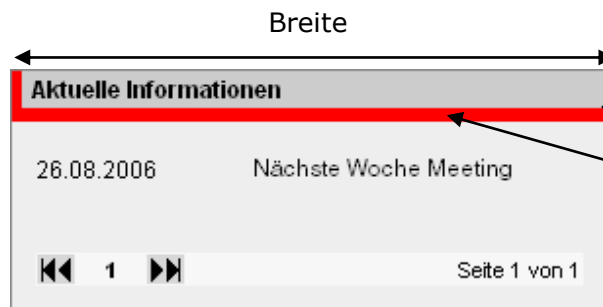 Breite
Aktuelle Informationen
26.08.2006 Nächste Woche Meeting
1 Seite 1 von 1